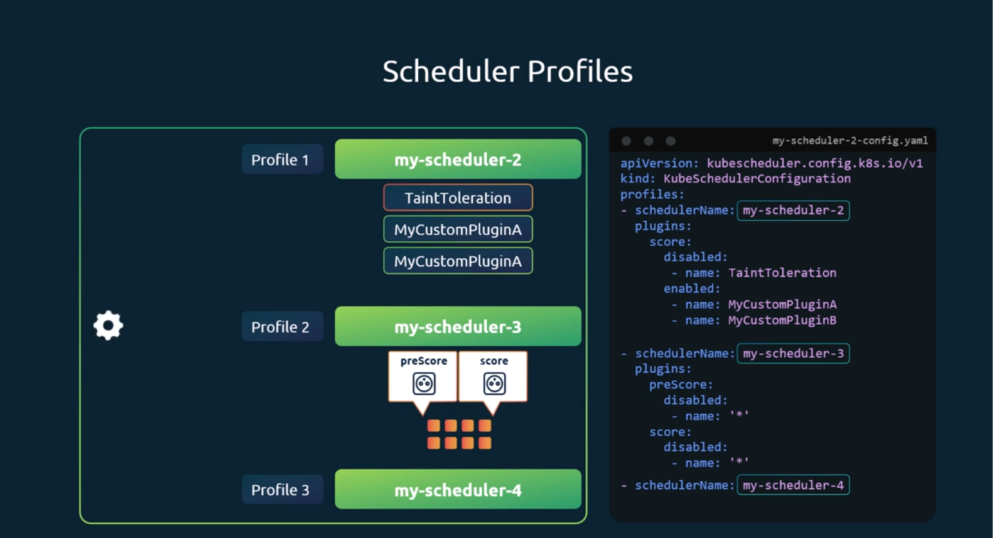 Scheduler Profiles
Profile 1
my-scheduler-2
TaintToleration
MyCustomPluginA
MyCustomPluginA
Profile 2
my-scheduler-3
preScore
score
Profile 3
my-scheduler-4
my-scheduler-2-config.yaml
apiVersion: kubescheduler.config.k8s.io/v1
kind: KubeSchedulerConfiguration
profiles:
- schedulerName: my-scheduler-2
  plugins:
    score:
      disabled:
       - name: TaintToleration
      enabled:
       - name: MyCustomPluginA
       - name: MyCustomPluginB
- schedulerName: my-scheduler-3
  plugins:
    preScore:
      disabled:
       - name: '*'
    score:
      disabled:
       - name: '*'
- schedulerName: my-scheduler-4